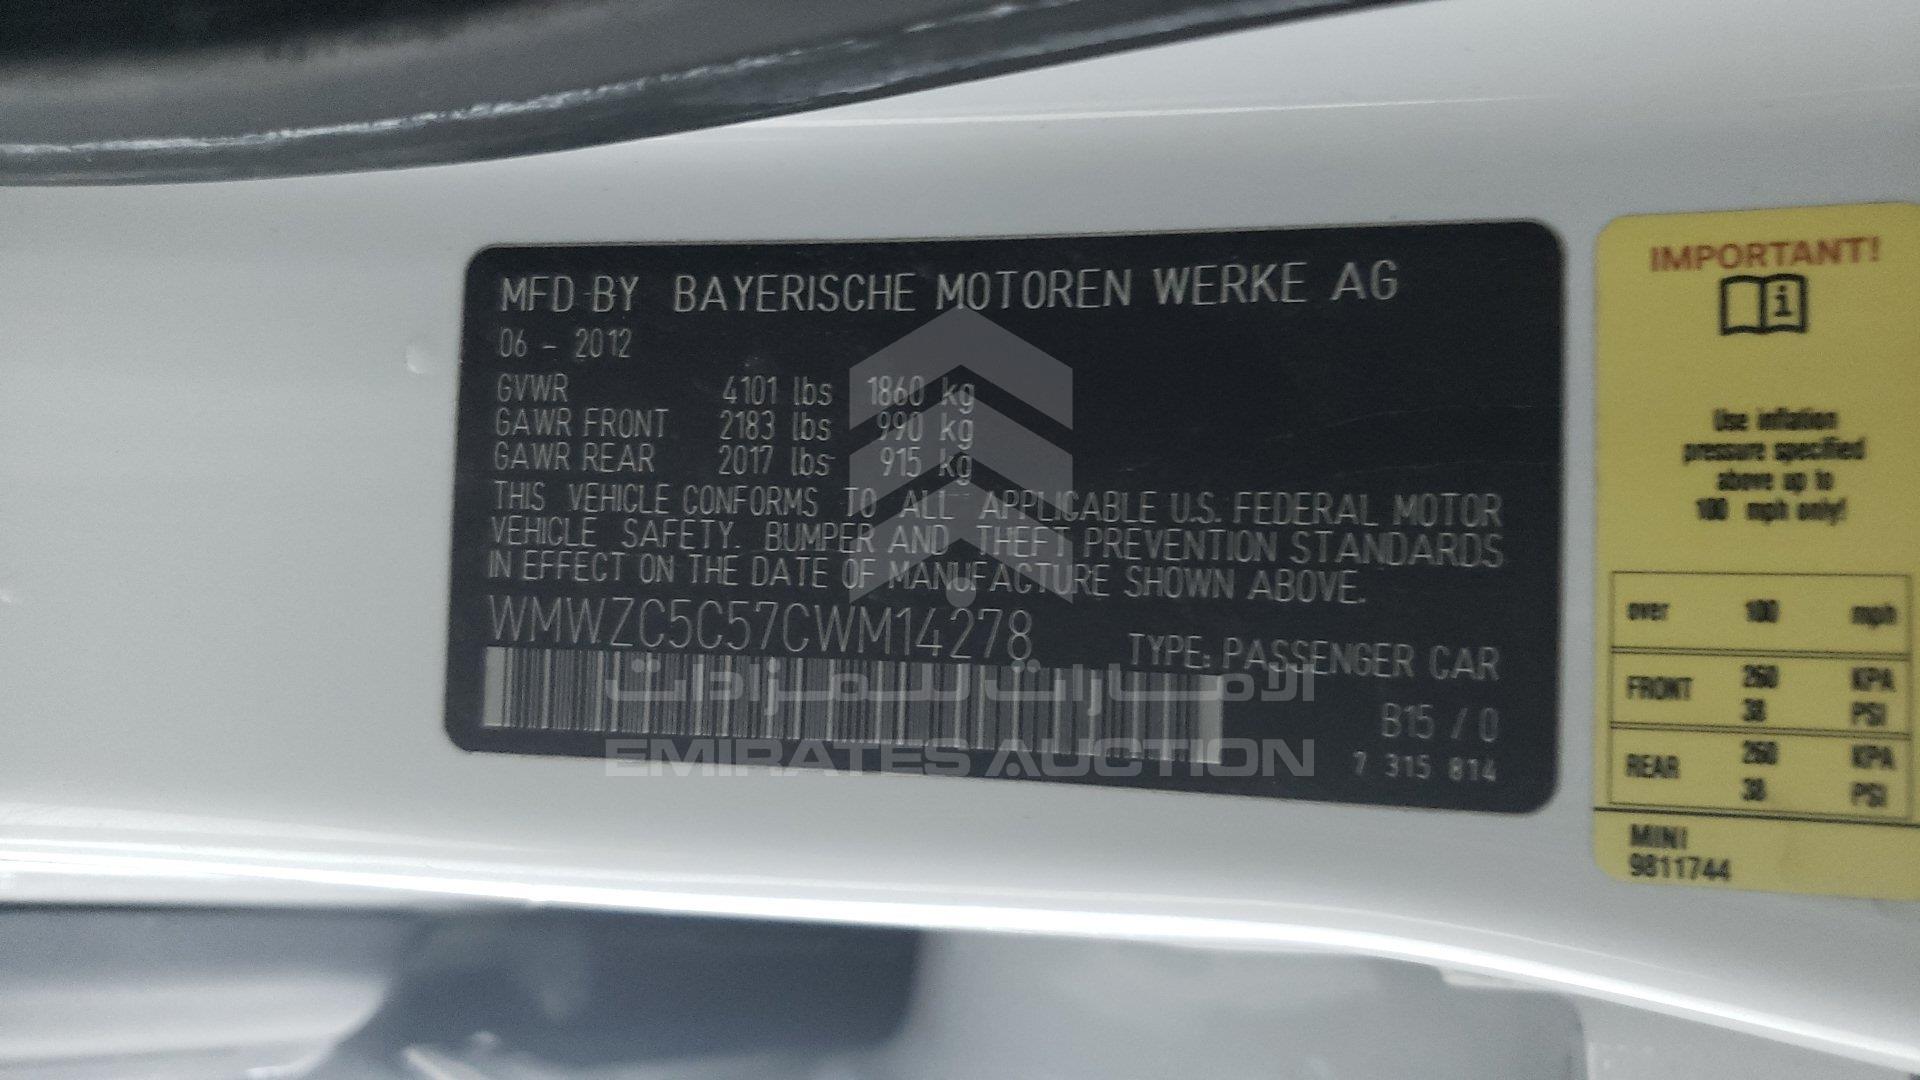 MFD BY BAYERISCHE MOTOREN WERKE AG
06 - 2012
GVWR 4101 lbs 1860 kg
GAWR FRONT 2183 lbs 990 kg
GAWR REAR 2017 lbs 915 kg
THIS VEHICLE CONFORMS TO ALL APPLICABLE U.S. FEDERAL MOTOR
VEHICLE SAFETY, BUMPER AND THEFT PREVENTION STANDARDS
IN EFFECT ON THE DATE OF MANUFACTURE SHOWN ABOVE.
WMWZC5C57CWM14278
TYPE: PASSENGER CAR
B15 / 0
7 315 814
الإمارات للمزادات
EMIRATES AUCTION
IMPORTANT!
i
Use inflation
pressure specified
above up to
100 mph only!
over 100 mph
FRONT 260 KPA
38 PSI
REAR 260 KPA
38 PSI
MINI
9811744